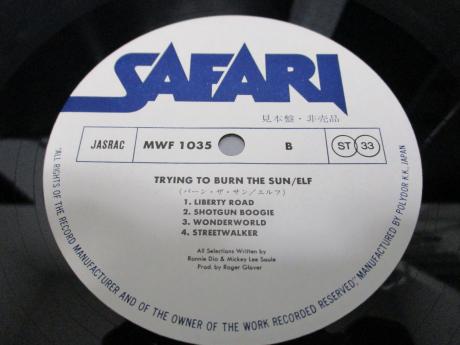 SAFARI
見本盤・非売品
JASRAC MWF 1035 B ST 33
TRYING TO BURN THE SUN/ELF
(バーン・ザ・サン/エルフ)
1. LIBERTY ROAD
2. SHOTGUN BOOGIE
3. WONDERWORLD
4. STREETWALKER
All Selections Written by
Ronnie Dio & Mickey Lee Soule
Prod. by Roger Glover
"ALL RIGHTS OF THE RECORD MANUFACTURER AND OF THE OWNER OF THE WORK RECORDED RESERVED, MANUFACTURED BY POLYDOR K.K. JAPAN